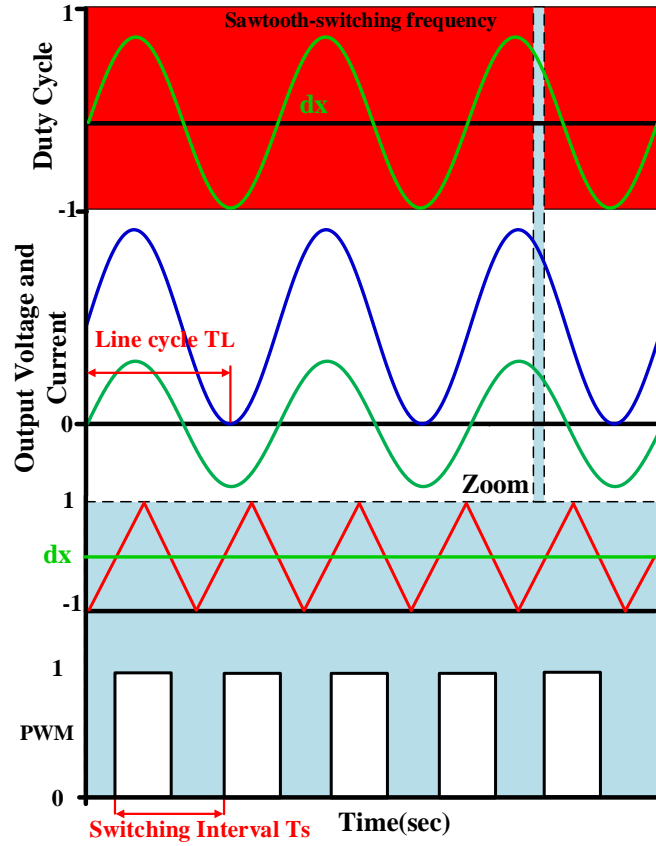 1
Sawtooth-switching frequency
Duty Cycle
dx
-1
Output Voltage and
Current
Line cycle TL
0
Zoom
1
dx
-1
1
PWM
0
Switching Interval Ts
Time(sec)